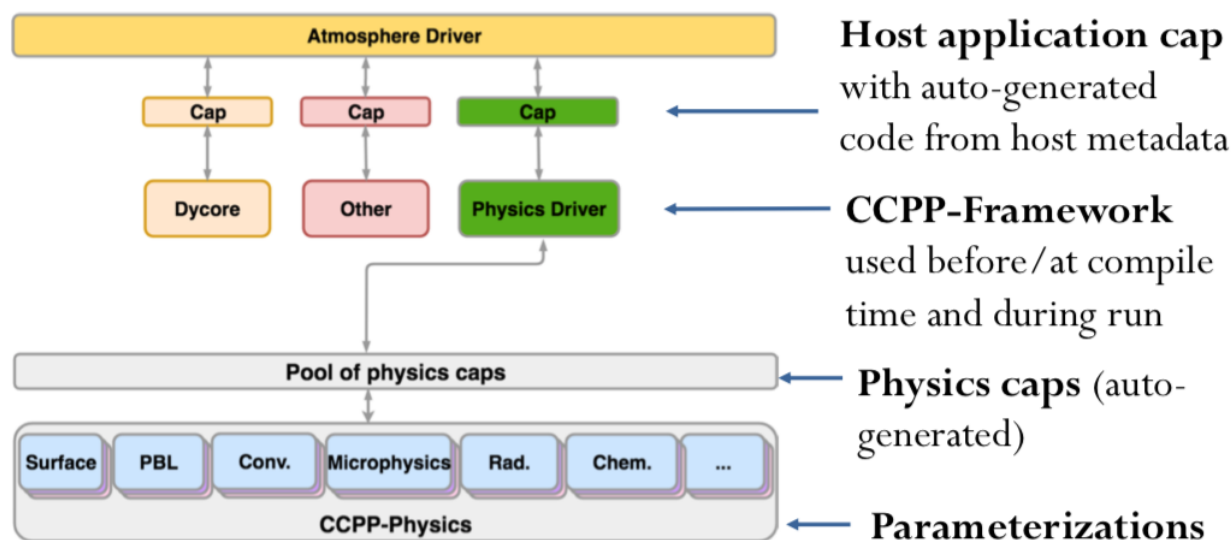 Atmosphere Driver
Cap
Cap
Cap
Dycore
Other
Physics Driver
Pool of physics caps
Surface
PBL
Conv.
Microphysics
Rad.
Chem.
...
CCPP-Physics
Host application cap
with auto-generated
code from host metadata
CCPP-Framework
used before/at compile
time and during run
Physics caps (auto-
generated)
Parameterizations